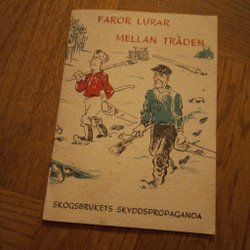 FAROR LURAR
MELLAN TRÄDEN
SKOGSBRUKETS SKYDDSPROPAGANDA